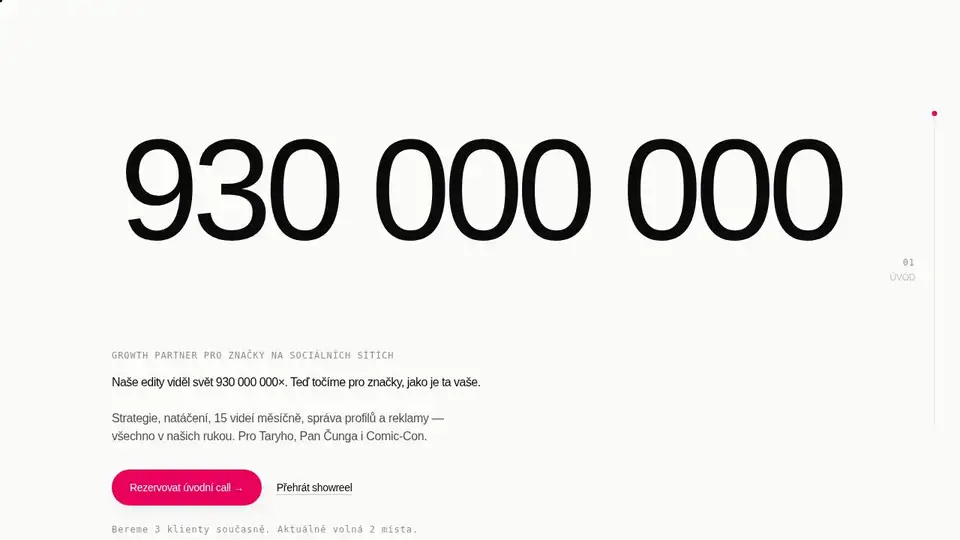 930 000 000
01
ÚVOD
GROWTH PARTNER PRO ZNAČKY NA SOCIÁLNÍCH SÍTÍCH
Naše edity viděl svět 930 000 000×. Teď točíme pro značky, jako je ta vaše.
Strategie, natáčení, 15 videí měsíčně, správa profilů a reklamy —
všechno v našich rukou. Pro Taryho, Pan Čunga i Comic-Con.
Rezervovat úvodní call →
Přehrát showreel
Bereme 3 klienty současně. Aktuálně volná 2 místa.